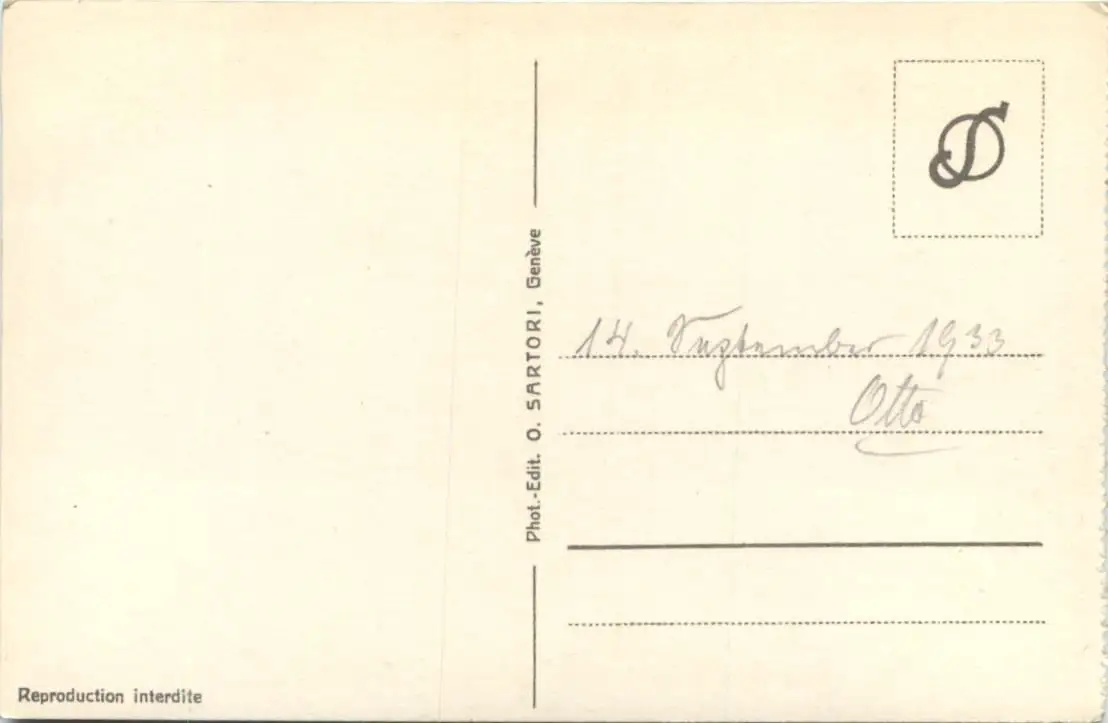 Phot.-Edit. O. SARTORI, Genève
14. September 1933
Otto
Reproduction interdite